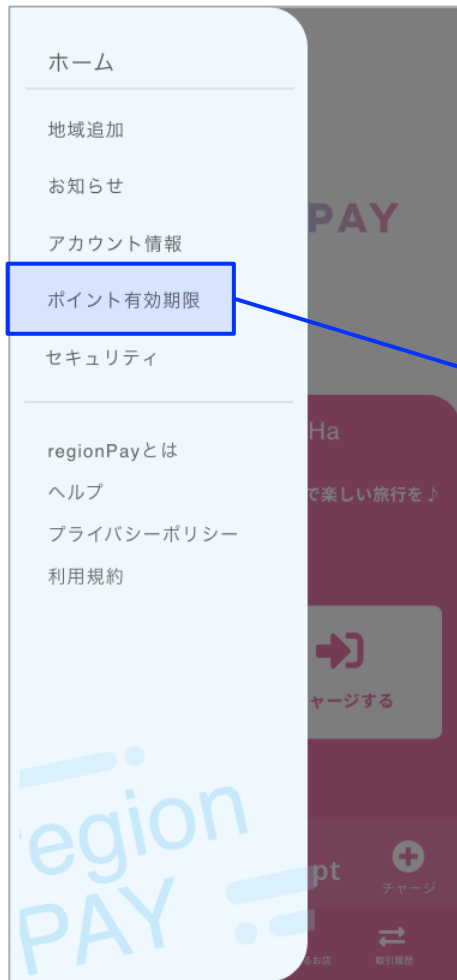 ホーム
地域追加
お知らせ
PAY
アカウント情報
ポイント有効期限
セキュリティ
Ha
regionPayとは
ヘルプ
で楽しい旅行を♪
プライバシーポリシー
利用規約
ャージする
egion
PAY
pt
チャージ
るお店
取引履歴